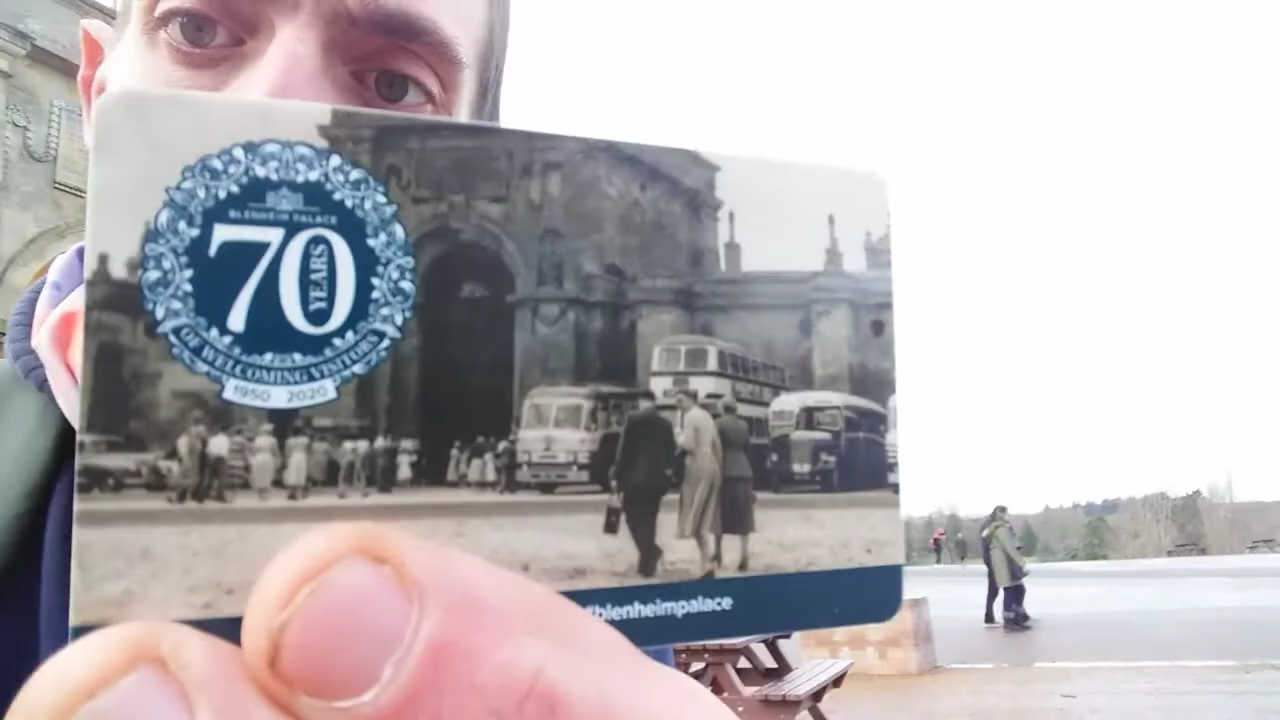 BLENHEIM PALACE
70
YEARS
OF WELCOMING VISITORS
1950 2020
#blenheimpalace